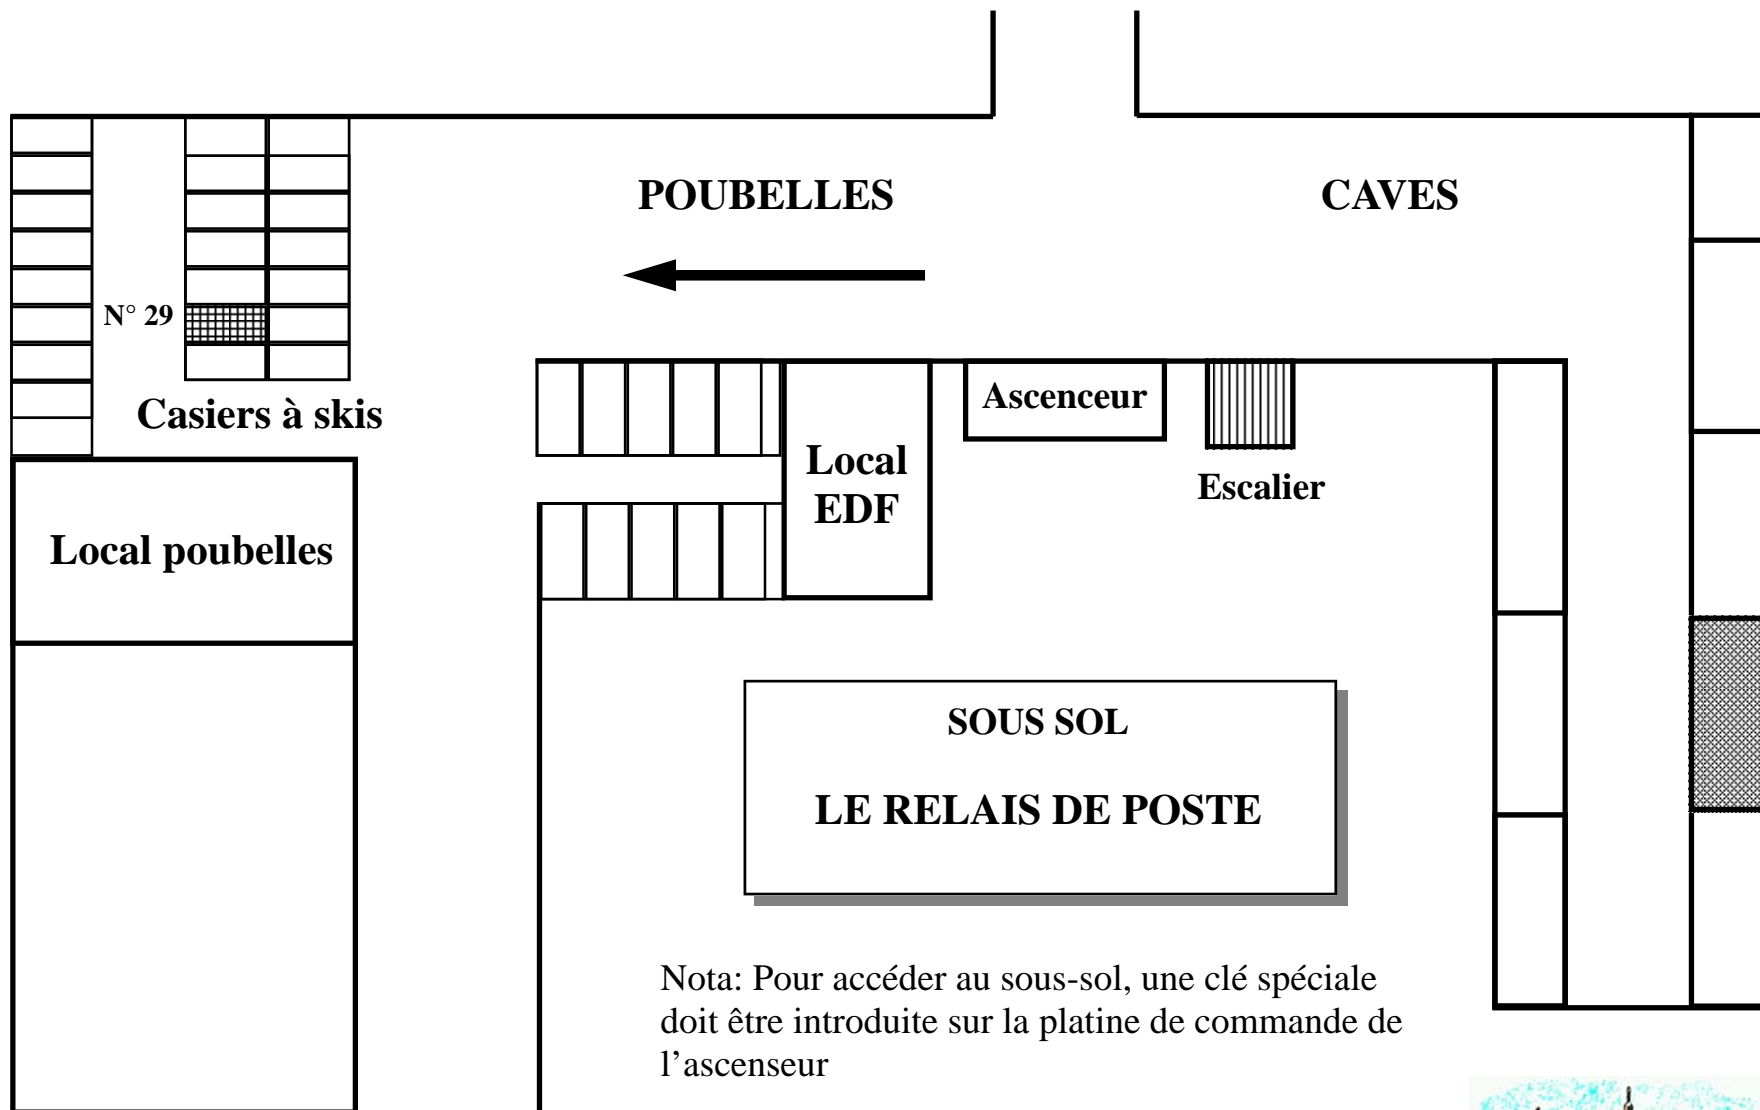 POUBELLES
CAVES
N° 29
Casiers à skis
Ascenceur
Local
EDF
Escalier
Local poubelles
SOUS SOL
LE RELAIS DE POSTE
Nota: Pour accéder au sous-sol, une clé spéciale
doit être introduite sur la platine de commande de
l’ascenseur